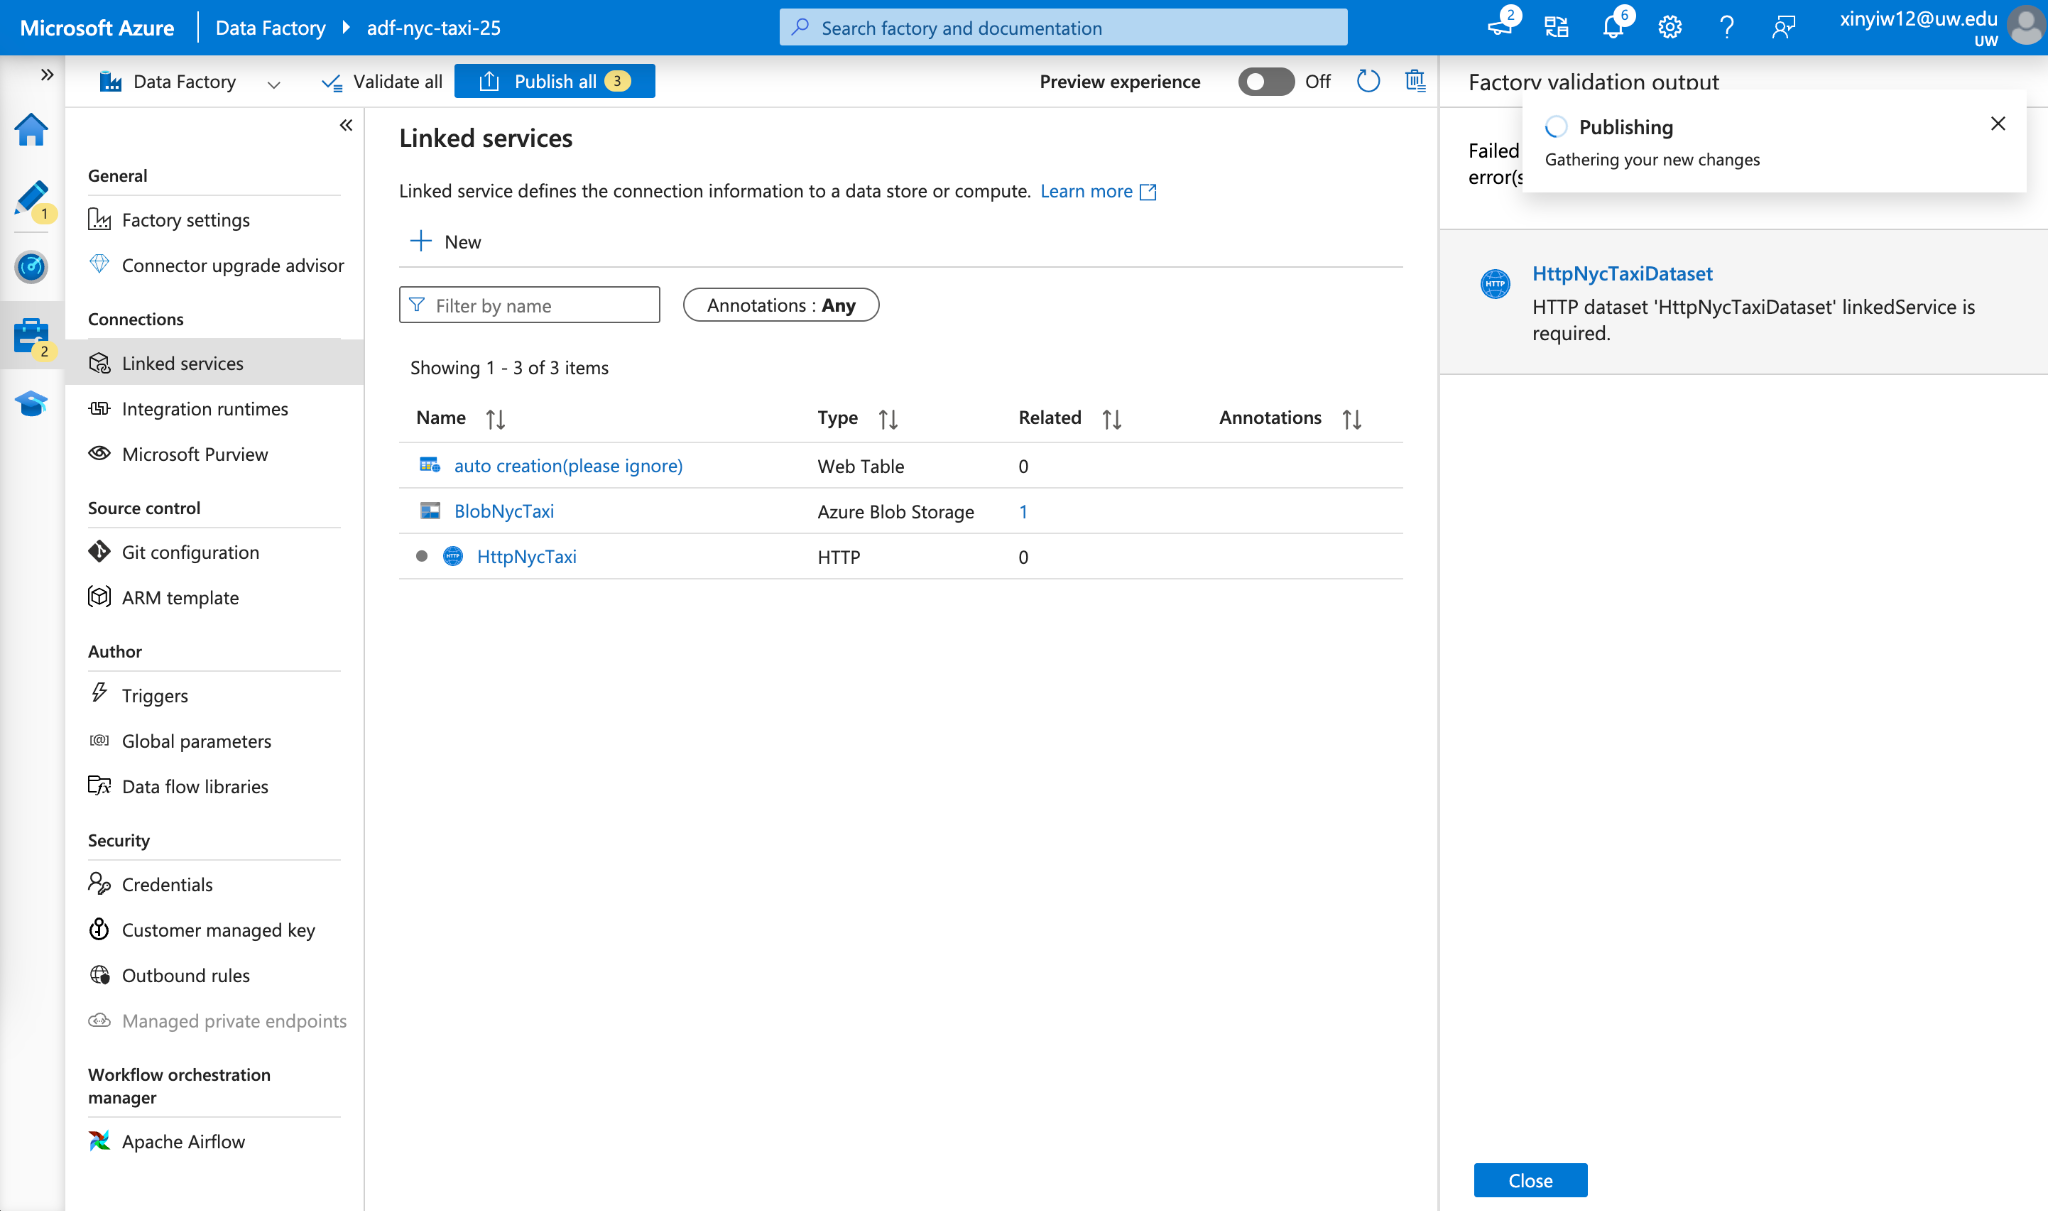 Microsoft Azure
Data Factory
adf-nyc-taxi-25
Search factory and documentation
2
6
xinyiw12@uw.edu
UW
Data Factory
Validate all
Publish all 3
Preview experience
Off
1
2
General
Factory settings
Connector upgrade advisor
Connections
Linked services
Integration runtimes
Microsoft Purview
Source control
Git configuration
ARM template
Author
Triggers
Global parameters
Data flow libraries
Security
Credentials
Customer managed key
Outbound rules
Managed private endpoints
Workflow orchestration
manager
Apache Airflow
Linked services
Linked service defines the connection information to a data store or compute. Learn more
New
Filter by name
Annotations : Any
Showing 1 - 3 of 3 items
Name Type Related Annotations
auto creation(please ignore) Web Table 0
BlobNycTaxi Azure Blob Storage 1
HTTP HttpNycTaxi HTTP 0
Factory validation output
Publishing
Gathering your new changes
Failed
error(s
HTTP
HttpNycTaxiDataset
HTTP dataset 'HttpNycTaxiDataset' linkedService is
required.
Close